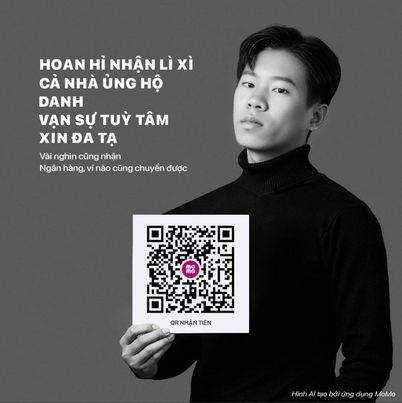 HOAN HỈ NHẬN LÌ XÌ
CẢ NHÀ ỦNG HỘ
DANH
VẠN SỰ TUỲ TÂM
XIN ĐA TẠ
Vài nghìn cũng nhận
Ngân hàng, ví nào cũng chuyển được
mo
mo
QR NHẬN TIỀN
Hình AI tạo bởi ứng dụng MoMo